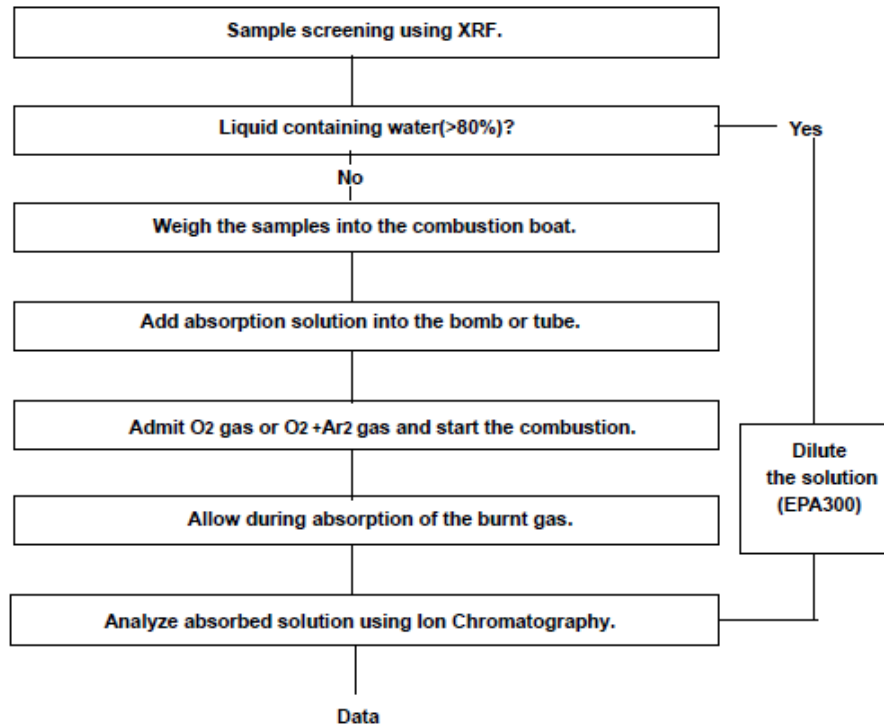 Sample screening using XRF.
Liquid containing water(>80%)?
Yes
No
Weigh the samples into the combustion boat.
Add absorption solution into the bomb or tube.
Admit O2 gas or O2 +Ar2 gas and start the combustion.
Dilute
the solution
(EPA300)
Allow during absorption of the burnt gas.
Analyze absorbed solution using Ion Chromatography.
Data